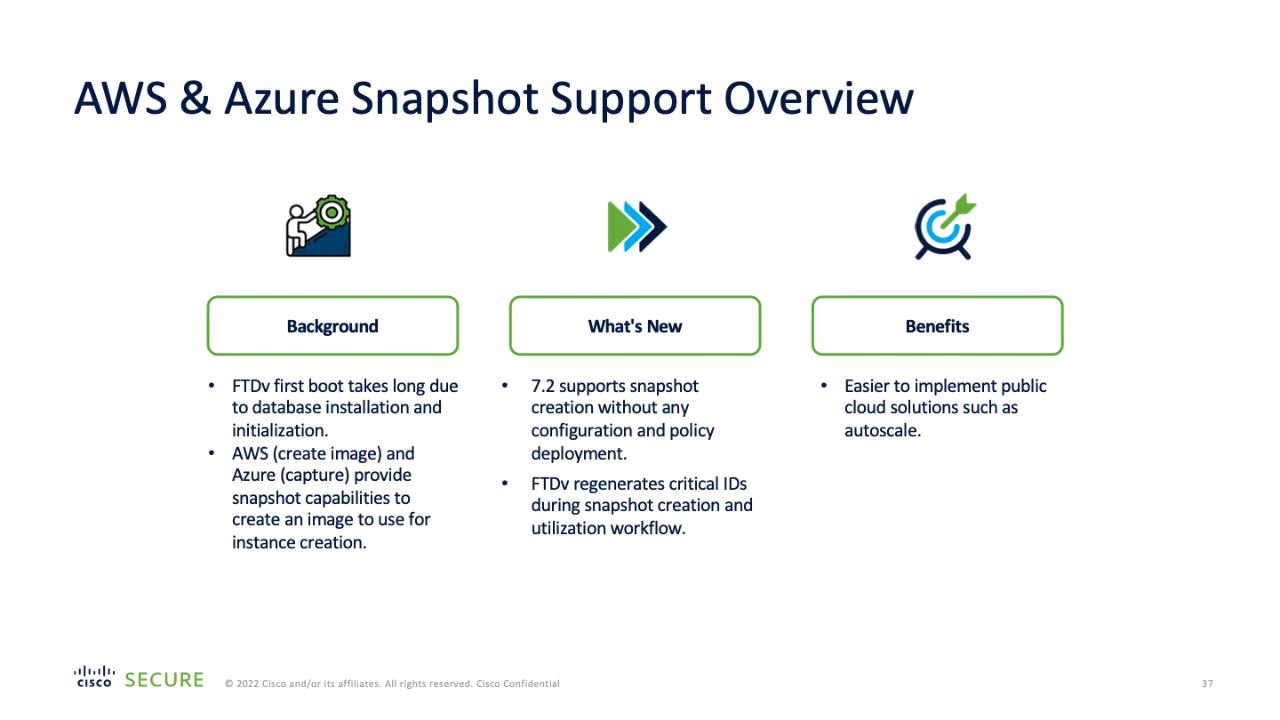 AWS & Azure Snapshot Support Overview
Background
• FTDv first boot takes long due
to database installation and
initialization.
• AWS (create image) and
Azure (capture) provide
snapshot capabilities to
create an image to use for
instance creation.
What's New
• 7.2 supports snapshot
creation without any
configuration and policy
deployment.
• FTDv regenerates critical IDs
during snapshot creation and
utilization workflow.
Benefits
• Easier to implement public
cloud solutions such as
autoscale.
CISCO SECURE © 2022 Cisco and/or its affiliates. All rights reserved. Cisco Confidential 37